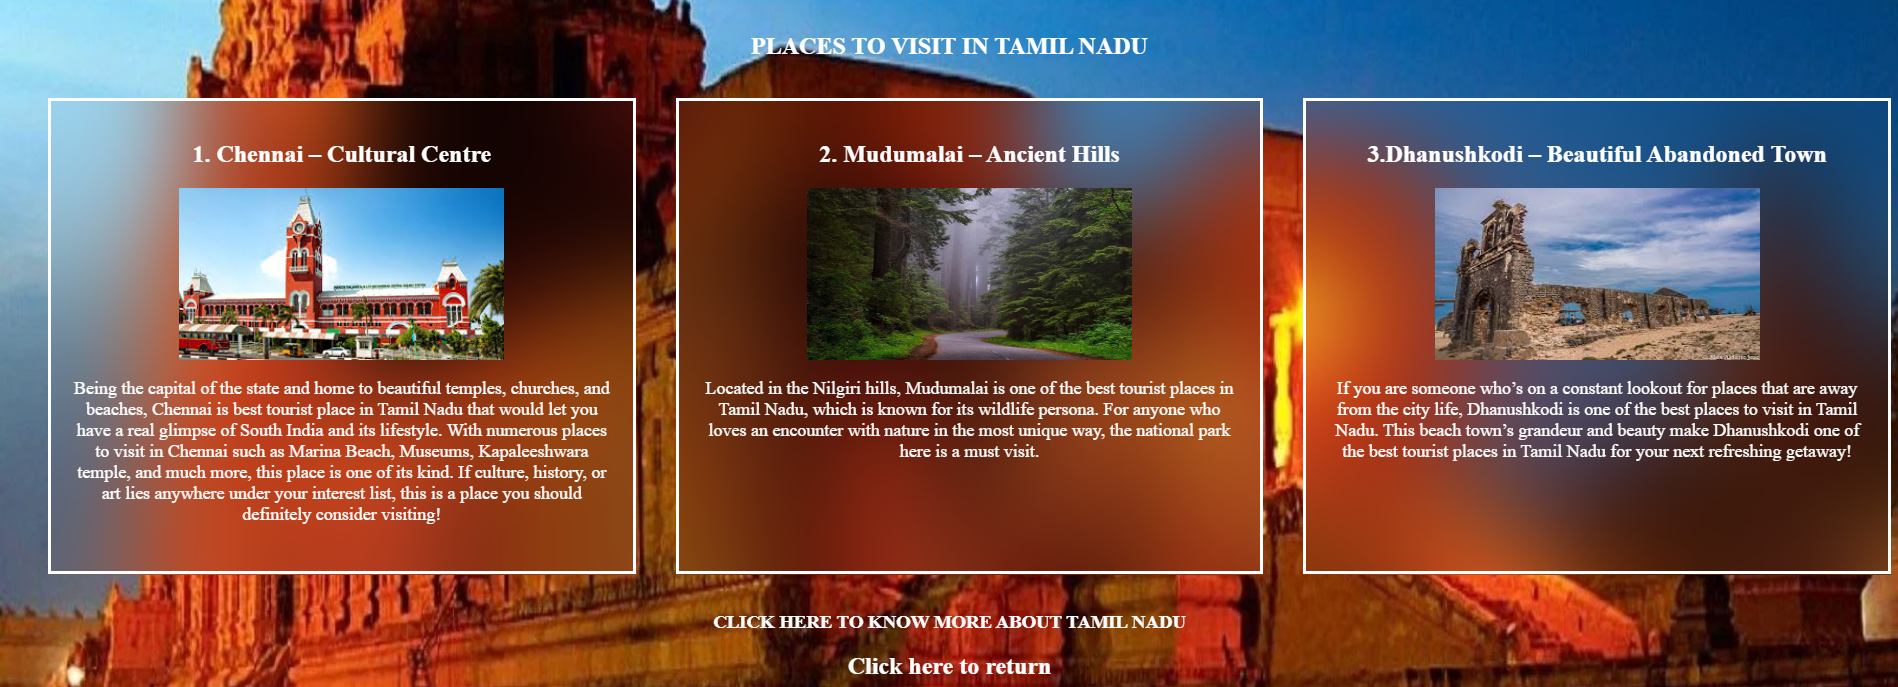 PLACES TO VISIT IN TAMIL NADU
1. Chennai – Cultural Centre
Being the capital of the state and home to beautiful temples, churches, and
beaches, Chennai is best tourist place in Tamil Nadu that would let you
have a real glimpse of South India and its lifestyle. With numerous places
to visit in Chennai such as Marina Beach, Museums, Kapaleeshwara
temple, and much more, this place is one of its kind. If culture, history, or
art lies anywhere under your interest list, this is a place you should
definitely consider visiting!
2. Mudumalai – Ancient Hills
Located in the Nilgiri hills, Mudumalai is one of the best tourist places in
Tamil Nadu, which is known for its wildlife persona. For anyone who
loves an encounter with nature in the most unique way, the national park
here is a must visit.
3.Dhanushkodi – Beautiful Abandoned Town
If you are someone who’s on a constant lookout for places that are away
from the city life, Dhanushkodi is one of the best places to visit in Tamil
Nadu. This beach town’s grandeur and beauty make Dhanushkodi one of
the best tourist places in Tamil Nadu for your next refreshing getaway!
CLICK HERE TO KNOW MORE ABOUT TAMIL NADU
Click here to return